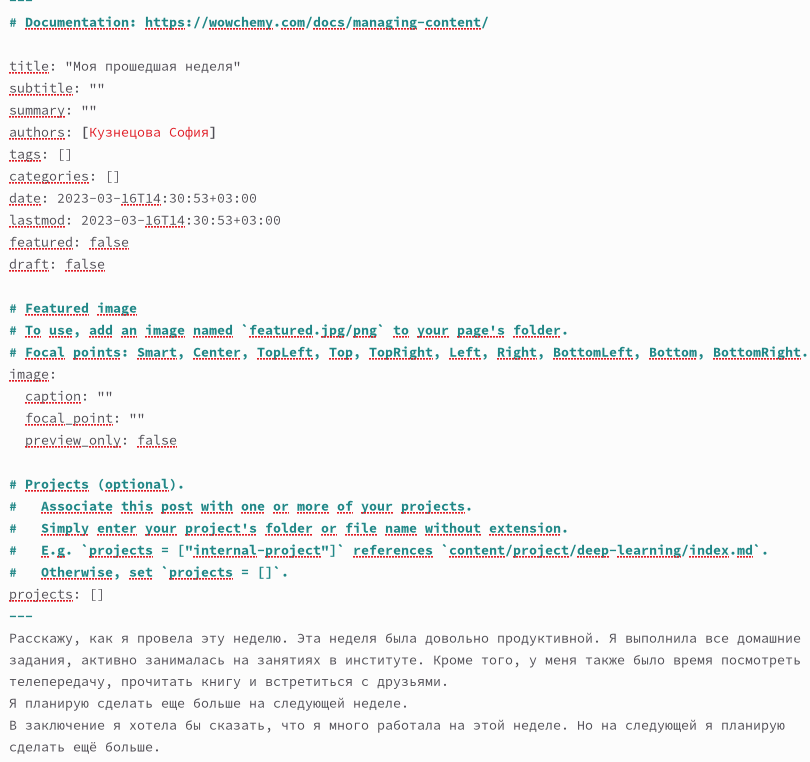 ---
# Documentation: https://wowchemy.com/docs/managing-content/

title: "Моя прошедшая неделя"
subtitle: ""
summary: ""
authors: [Кузнецова София]
tags: []
categories: []
date: 2023-03-16T14:30:53+03:00
lastmod: 2023-03-16T14:30:53+03:00
featured: false
draft: false

# Featured image
# To use, add an image named `featured.jpg/png` to your page's folder.
# Focal points: Smart, Center, TopLeft, Top, TopRight, Left, Right, BottomLeft, Bottom, BottomRight.
image:
  caption: ""
  focal_point: ""
  preview_only: false

# Projects (optional).
#   Associate this post with one or more of your projects.
#   Simply enter your project's folder or file name without extension.
#   E.g. `projects = ["internal-project"]` references `content/project/deep-learning/index.md`.
#   Otherwise, set `projects = []`.
projects: []
---
Расскажу, как я провела эту неделю. Эта неделя была довольно продуктивной. Я выполнила все домашние
задания, активно занималась на занятиях в институте. Кроме того, у меня также было время посмотреть
телепередачу, прочитать книгу и встретиться с друзьями.
Я планирую сделать еще больше на следующей неделе.
В заключение я хотела бы сказать, что я много работала на этой неделе. Но на следующей я планирую
сделать ещё больше.